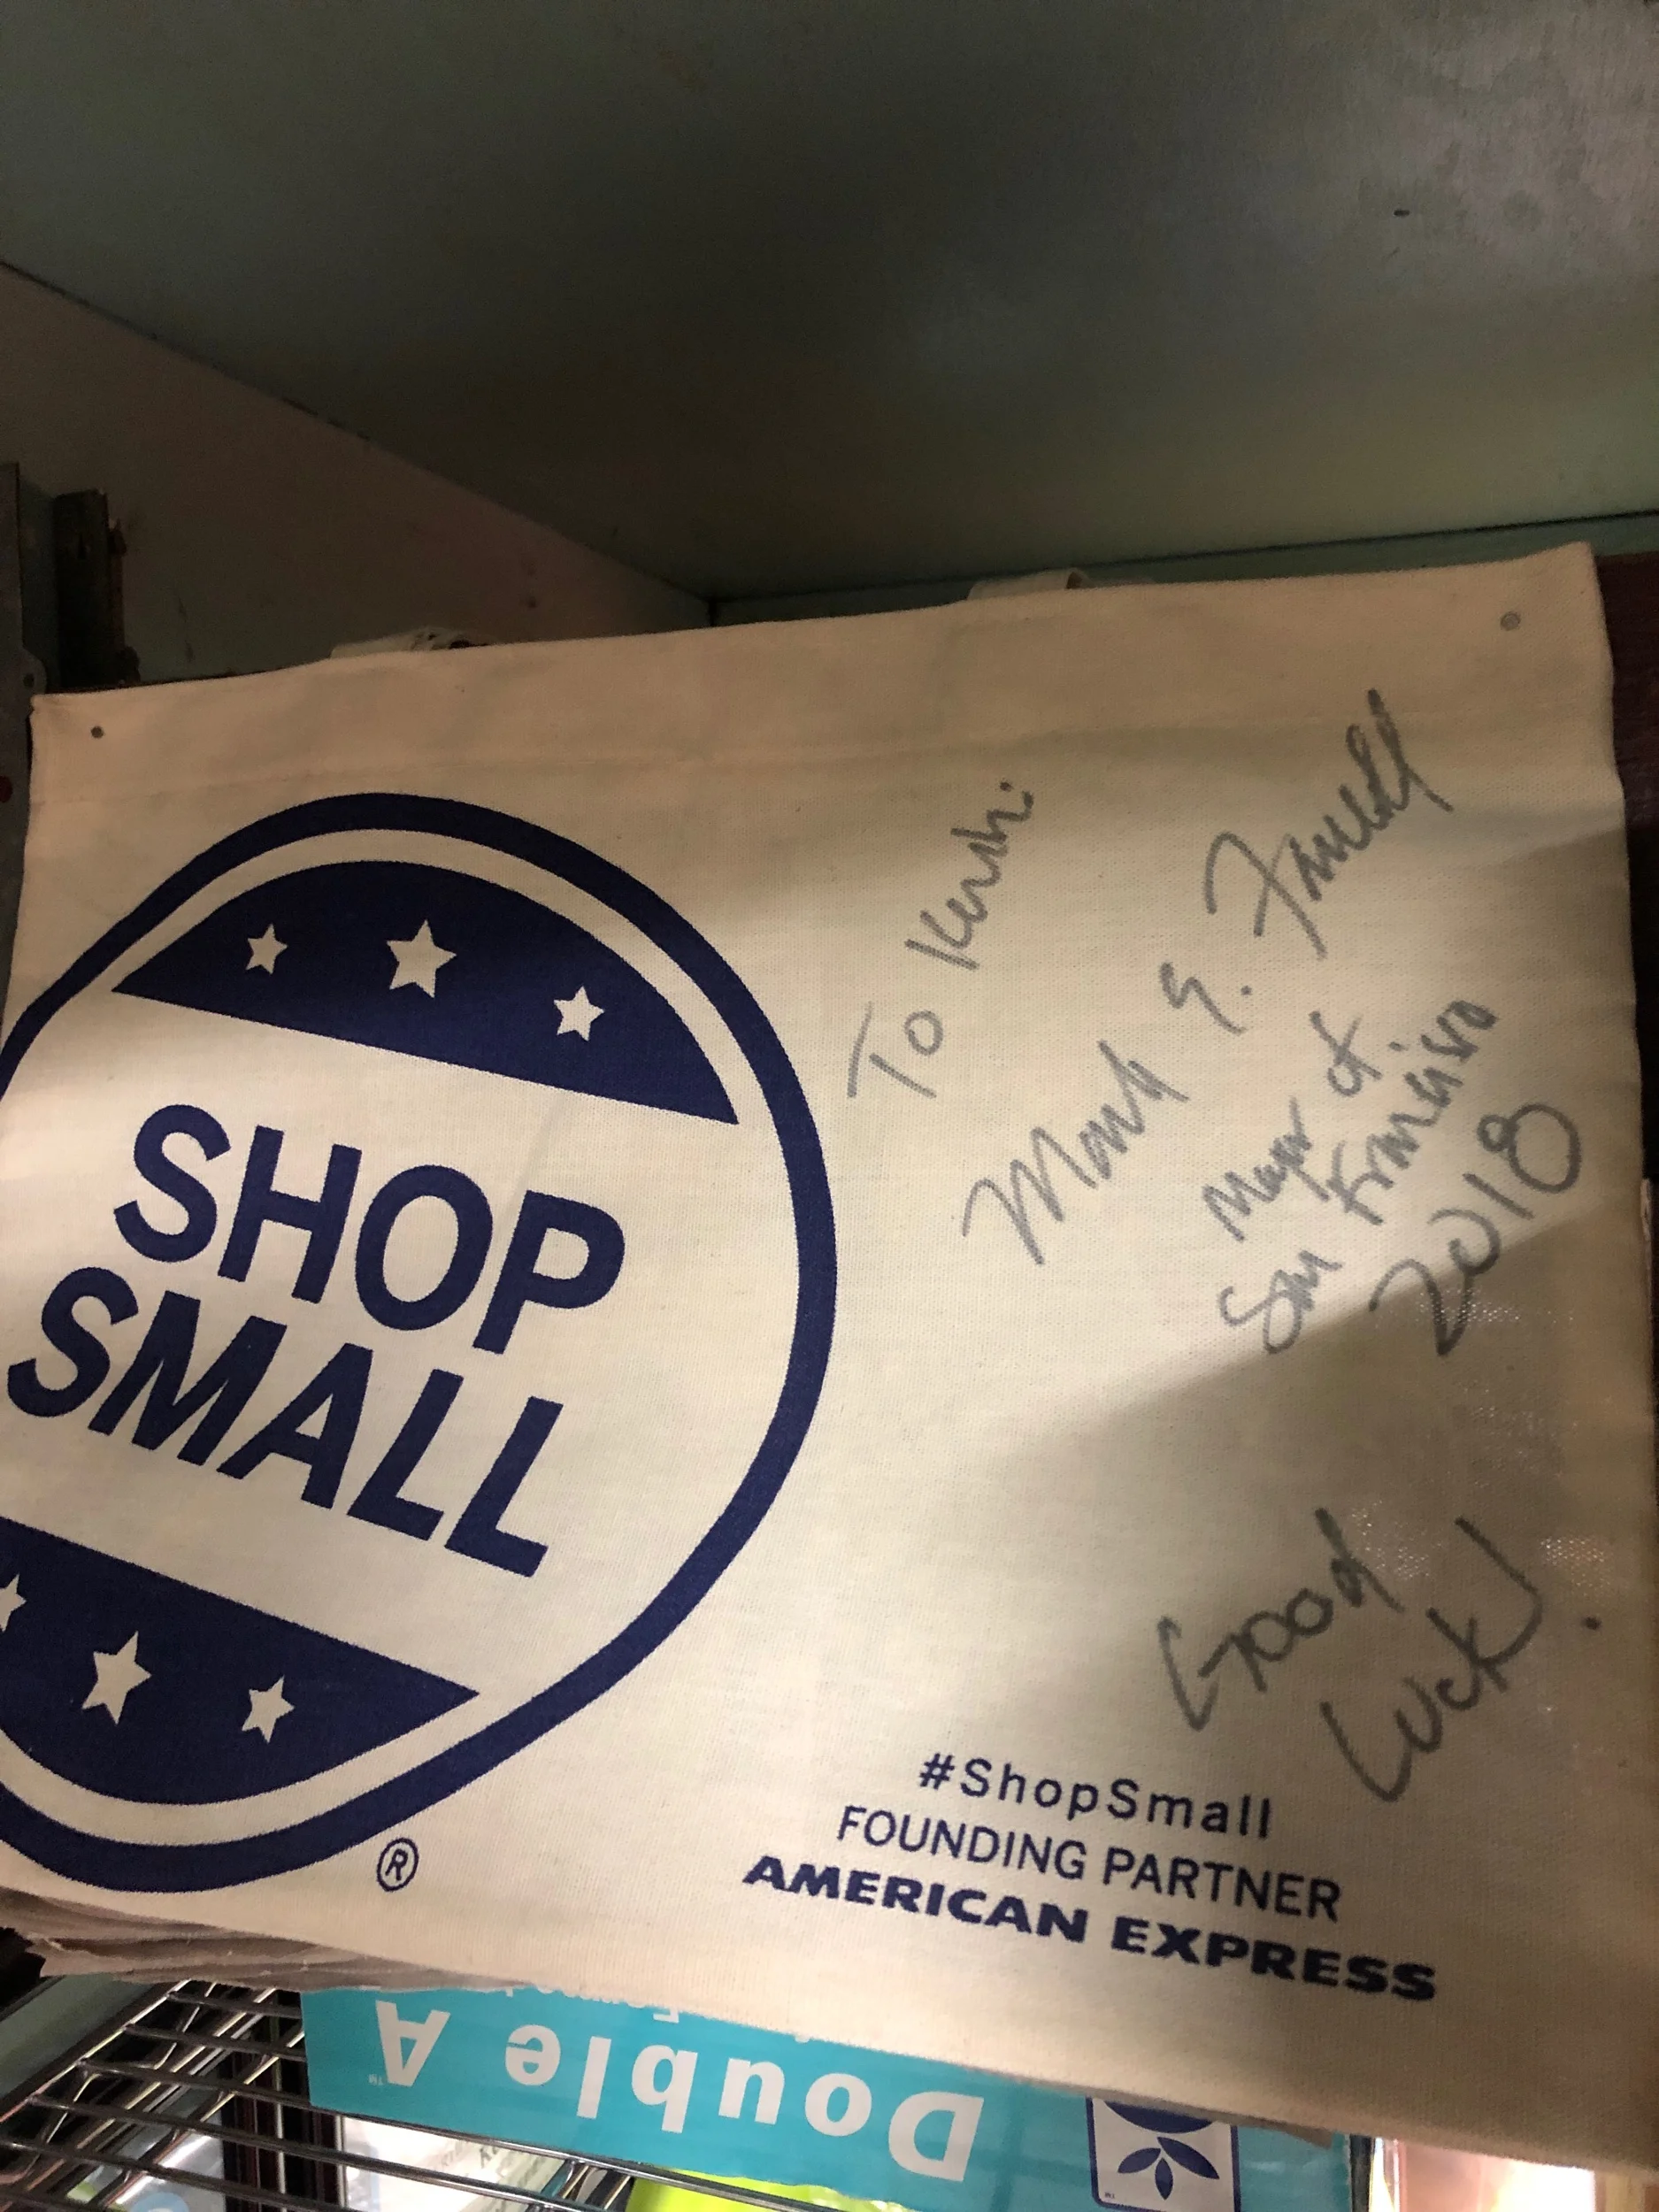 SHOP
SMALL
®
To
Mark E. Farrell
Mayor of
San Francisco
2018
Good
Luck!
#ShopSmall
FOUNDING PARTNER
AMERICAN EXPRESS
Double A